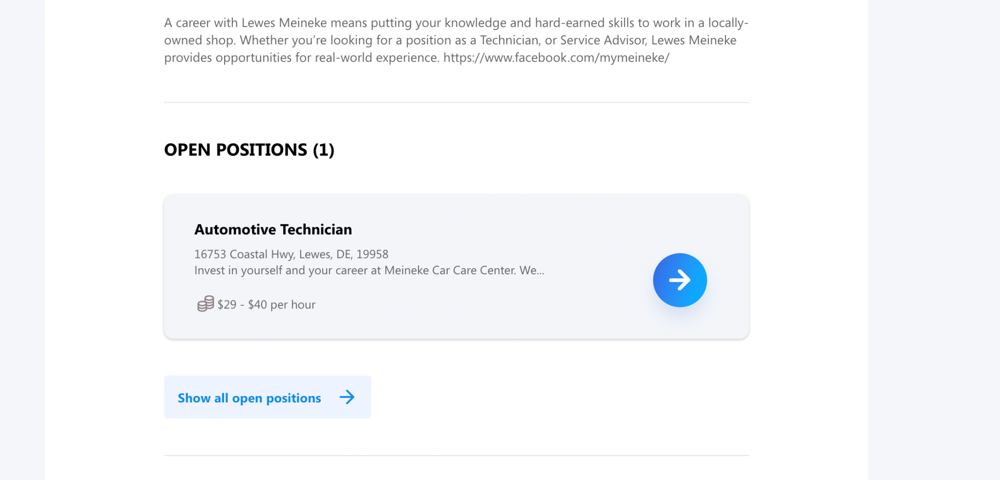 A career with Lewes Meineke means putting your knowledge and hard-earned skills to work in a locally-
owned shop. Whether you’re looking for a position as a Technician, or Service Advisor, Lewes Meineke
provides opportunities for real-world experience. https://www.facebook.com/mymeineke/
OPEN POSITIONS (1)
Automotive Technician
16753 Coastal Hwy, Lewes, DE, 19958
Invest in yourself and your career at Meineke Car Care Center. We...
$29 - $40 per hour
Show all open positions